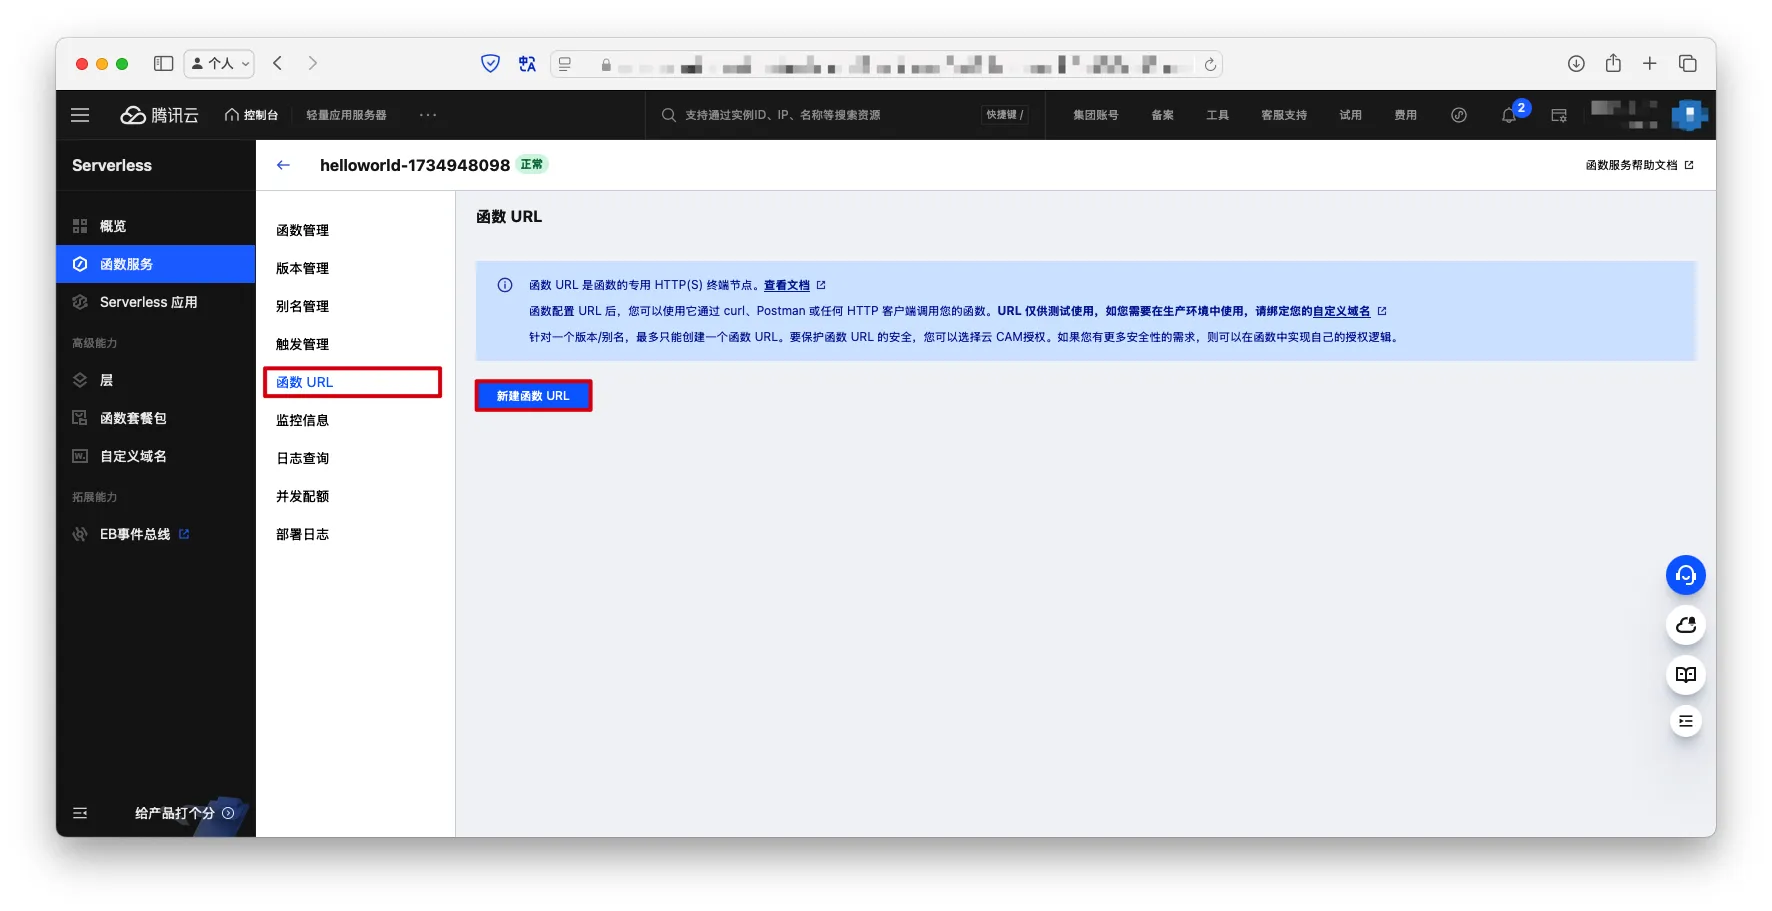 个人
腾讯云
控制台
轻量应用服务器
···
支持通过实例ID、IP、名称等搜索资源
快捷键 /
集团账号
备案
工具
客服支持
试用
费用
2
Serverless
概览
函数服务
Serverless 应用
高级能力
层
函数套餐包
自定义域名
拓展能力
EB事件总线
给产品打个分
helloworld-1734948098 正常
函数服务帮助文档
函数管理
版本管理
别名管理
触发管理
函数 URL
监控信息
日志查询
并发配额
部署日志
函数 URL
函数 URL 是函数的专用 HTTP(S) 终端节点。查看文档
函数配置 URL 后，您可以使用它通过 curl、Postman 或任何 HTTP 客户端调用您的函数。URL 仅供测试使用，如您需要在生产环境中使用，请绑定您的自定义域名
针对一个版本/别名，最多只能创建一个函数 URL。要保护函数 URL 的安全，您可以选择云 CAM授权。如果您有更多安全性的需求，则可以在函数中实现自己的授权逻辑。
新建函数 URL